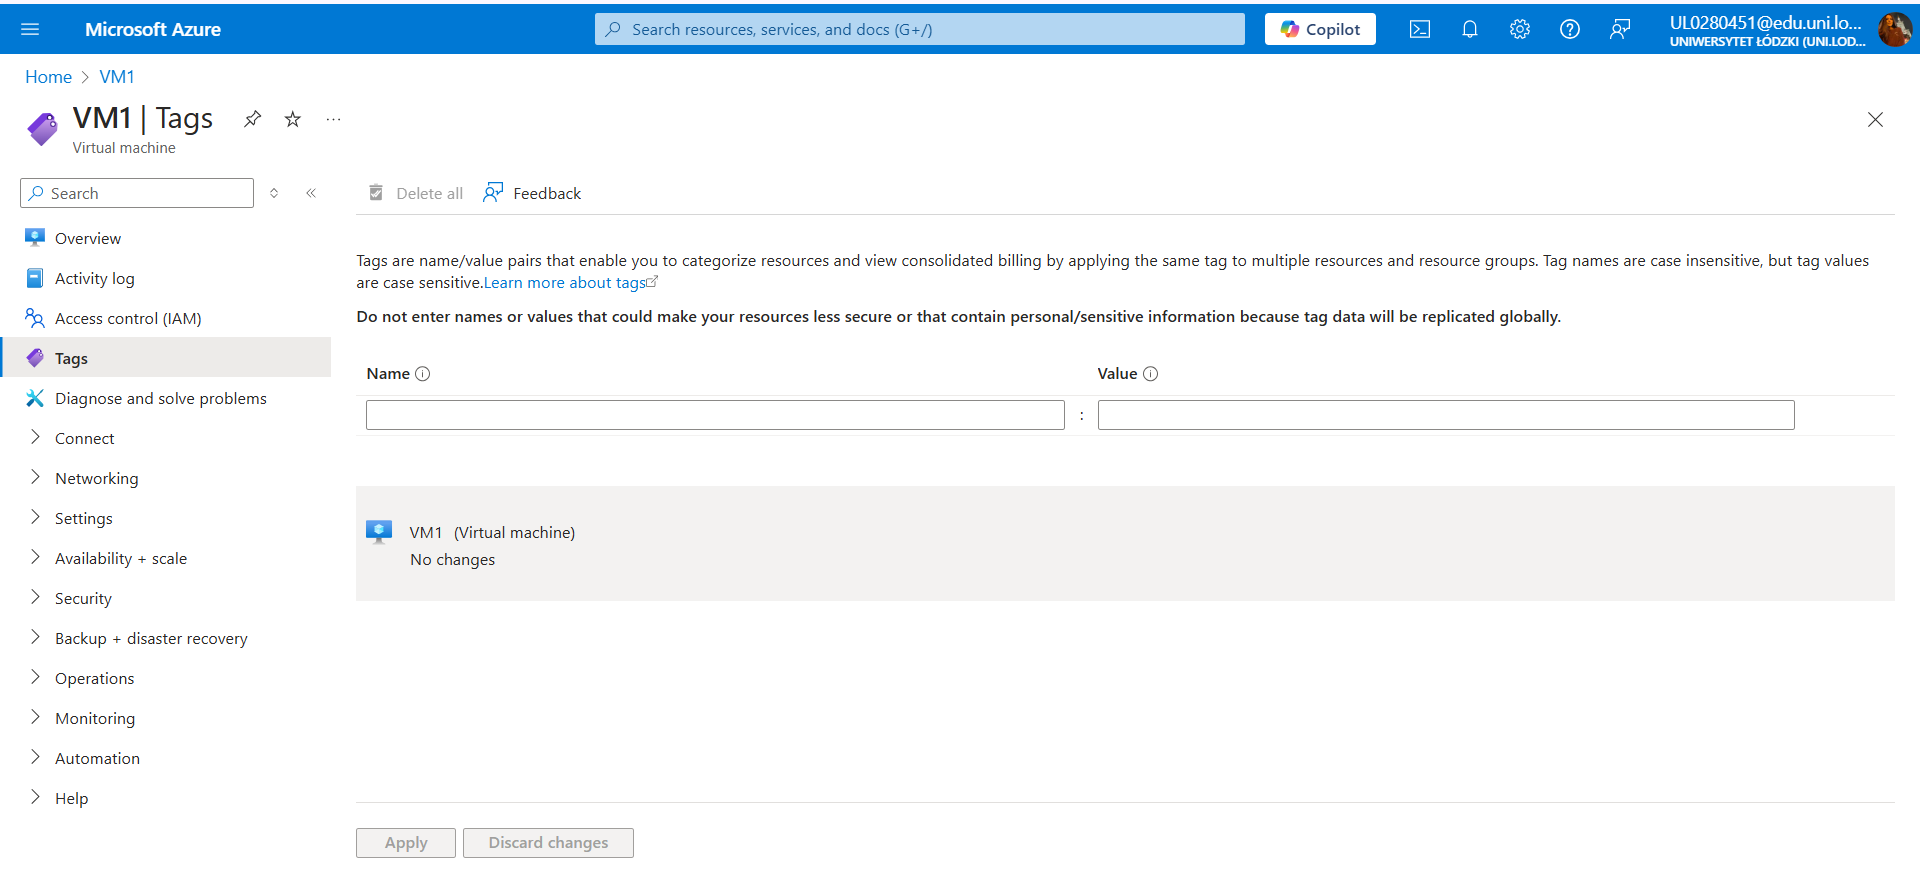 Microsoft Azure
Search resources, services, and docs (G+/)
Copilot
UL0280451@edu.uni.lo...
UNIWERSYTET ŁÓDZKI (UNI.LOD...
Home > VM1
VM1 | Tags
Virtual machine
Search
Delete all
Feedback
Overview
Activity log
Access control (IAM)
Tags
Diagnose and solve problems
Connect
Networking
Settings
Availability + scale
Security
Backup + disaster recovery
Operations
Monitoring
Automation
Help
Tags are name/value pairs that enable you to categorize resources and view consolidated billing by applying the same tag to multiple resources and resource groups. Tag names are case insensitive, but tag values
are case sensitive.Learn more about tags
Do not enter names or values that could make your resources less secure or that contain personal/sensitive information because tag data will be replicated globally.
Name
Value
:
VM1 (Virtual machine)
No changes
Apply
Discard changes